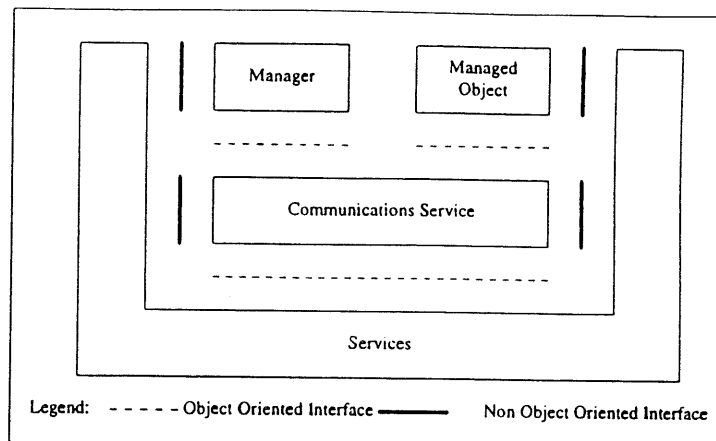 Manager
Managed
Object
Communications Service
Services
Legend: Object Oriented Interface Non Object Oriented Interface